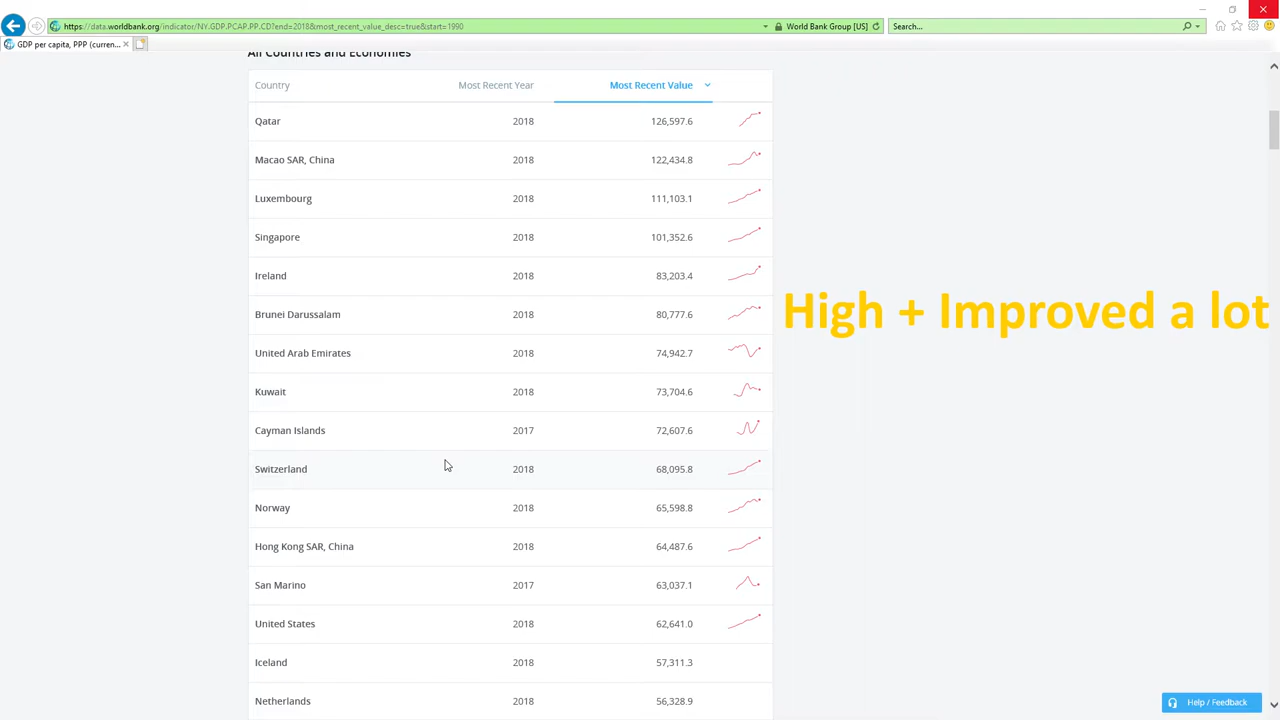 https://data.worldbank.org/indicator/NY.GDP.PCAP.PP.CD?end=2018&most_recent_value_desc=true&start=1990
World Bank Group [US]
Search...
GDP per capita, PPP (curren...
All Countries and Economies
Country Most Recent Year Most Recent Value
Qatar 2018 126,597.6
Macao SAR, China 2018 122,434.8
Luxembourg 2018 111,103.1
Singapore 2018 101,352.6
Ireland 2018 83,203.4
Brunei Darussalam 2018 80,777.6
High + Improved a lot
United Arab Emirates 2018 74,942.7
Kuwait 2018 73,704.6
Cayman Islands 2017 72,607.6
Switzerland 2018 68,095.8
Norway 2018 65,598.8
Hong Kong SAR, China 2018 64,487.6
San Marino 2017 63,037.1
United States 2018 62,641.0
Iceland 2018 57,311.3
Netherlands 2018 56,328.9
Help / Feedback